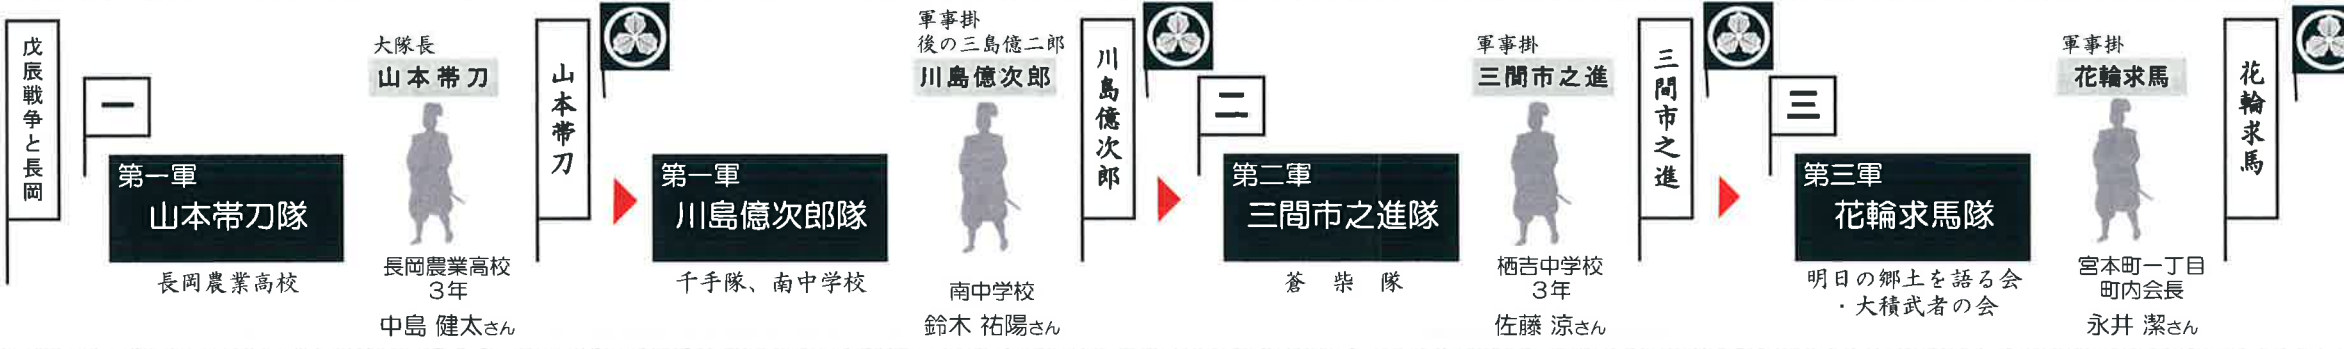 戊辰戦争と長岡
一
第一軍
山本帯刀隊
長岡農業高校
大隊長
山本帯刀
長岡農業高校
3年
中島 健太さん
山本帯刀
第一軍
川島億次郎隊
千手隊、南中学校
軍事掛
後の三島億二郎
川島億次郎
南中学校
鈴木 祐陽さん
川島億次郎
二
第二軍
三間市之進隊
蒼柴隊
軍事掛
三間市之進
栖吉中学校
3年
佐藤 涼さん
三間市之進
三
第三軍
花輪求馬隊
明日の郷土を語る会
・大積武者の会
軍事掛
花輪求馬
宮本町一丁目
町内会長
永井 潔さん
花輪求馬